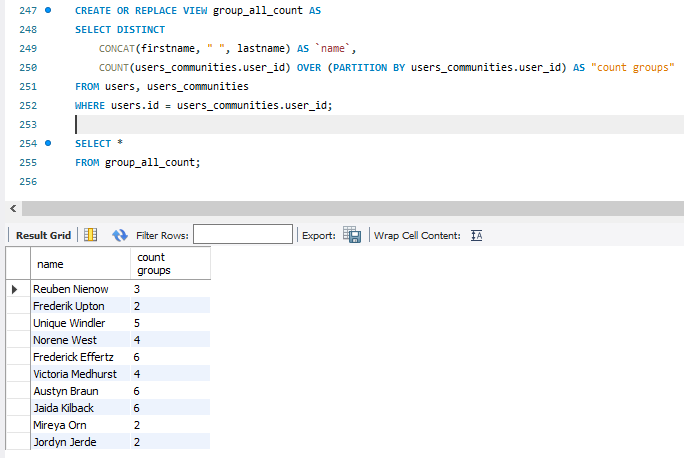 247 CREATE OR REPLACE VIEW group_all_count AS
248 SELECT DISTINCT
249 CONCAT(firstname, " ", lastname) AS `name`,
250 COUNT(users_communities.user_id) OVER (PARTITION BY users_communities.user_id) AS "count groups"
251 FROM users, users_communities
252 WHERE users.id = users_communities.user_id;
253
254 SELECT *
255 FROM group_all_count;
256
Result Grid Filter Rows: Export: Wrap Cell Content: IA
name count groups
Reuben Nienow 3
Frederik Upton 2
Unique Windler 5
Norene West 4
Frederick Effertz 6
Victoria Medhurst 4
Austyn Braun 6
Jaida Kilback 6
Mireya Orn 2
Jordyn Jerde 2